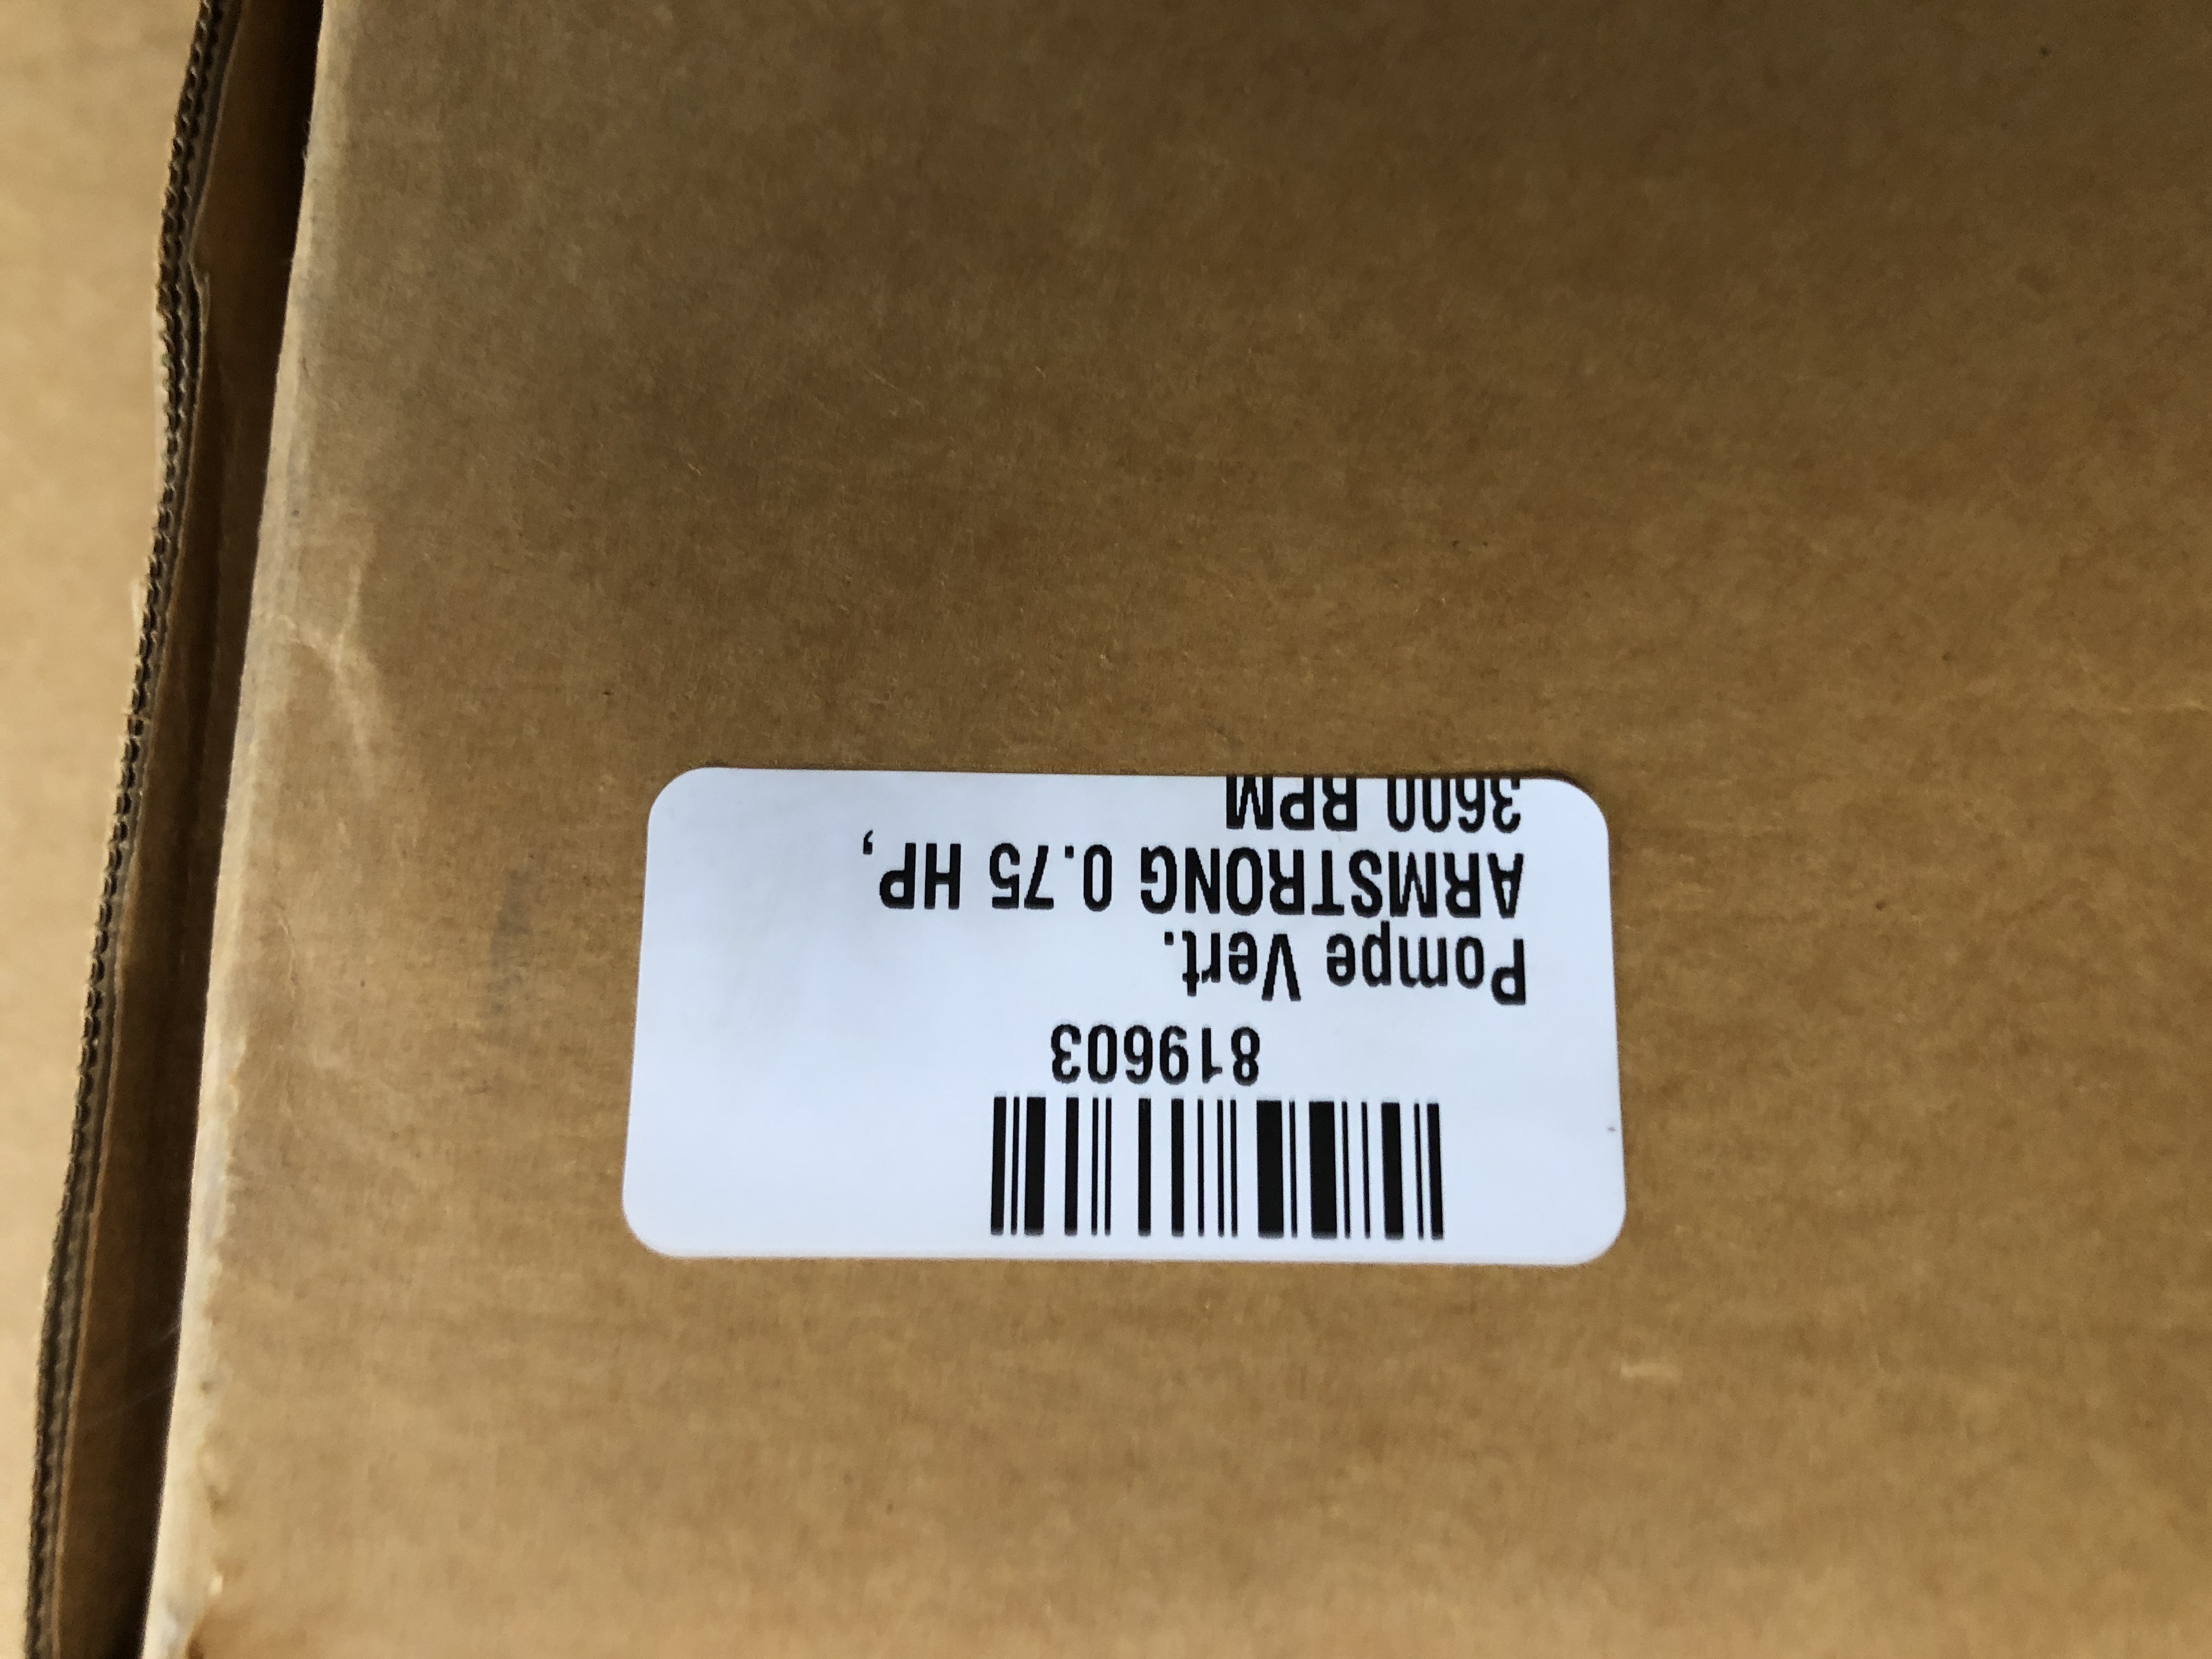 819603
Pompe Vert.
ARMSTRONG 0.75 HP,
3600 RPM